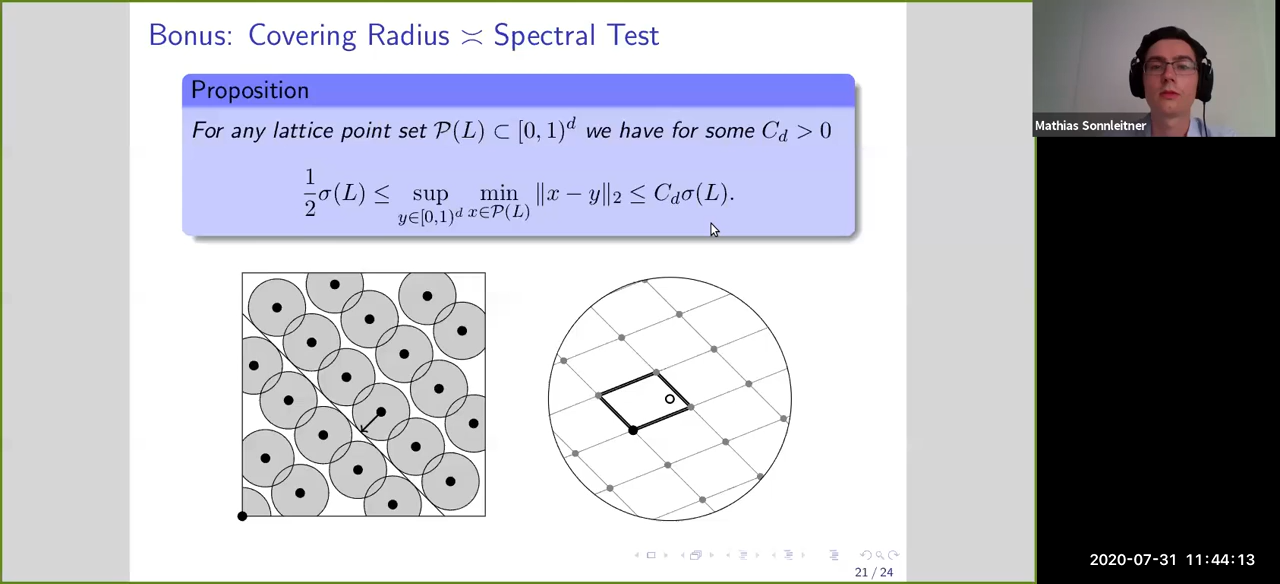 Bonus: Covering Radius ≍ Spectral Test
Proposition
For any lattice point set 𝒫(L) ⊂ [0, 1)^d we have for some C_d > 0
1/2 σ(L) ≤ sup_{y∈[0,1)^d} min_{x∈𝒫(L)} ‖x − y‖₂ ≤ C_d σ(L).
21 / 24
Mathias Sonnleitner
2020-07-31 11:44:13